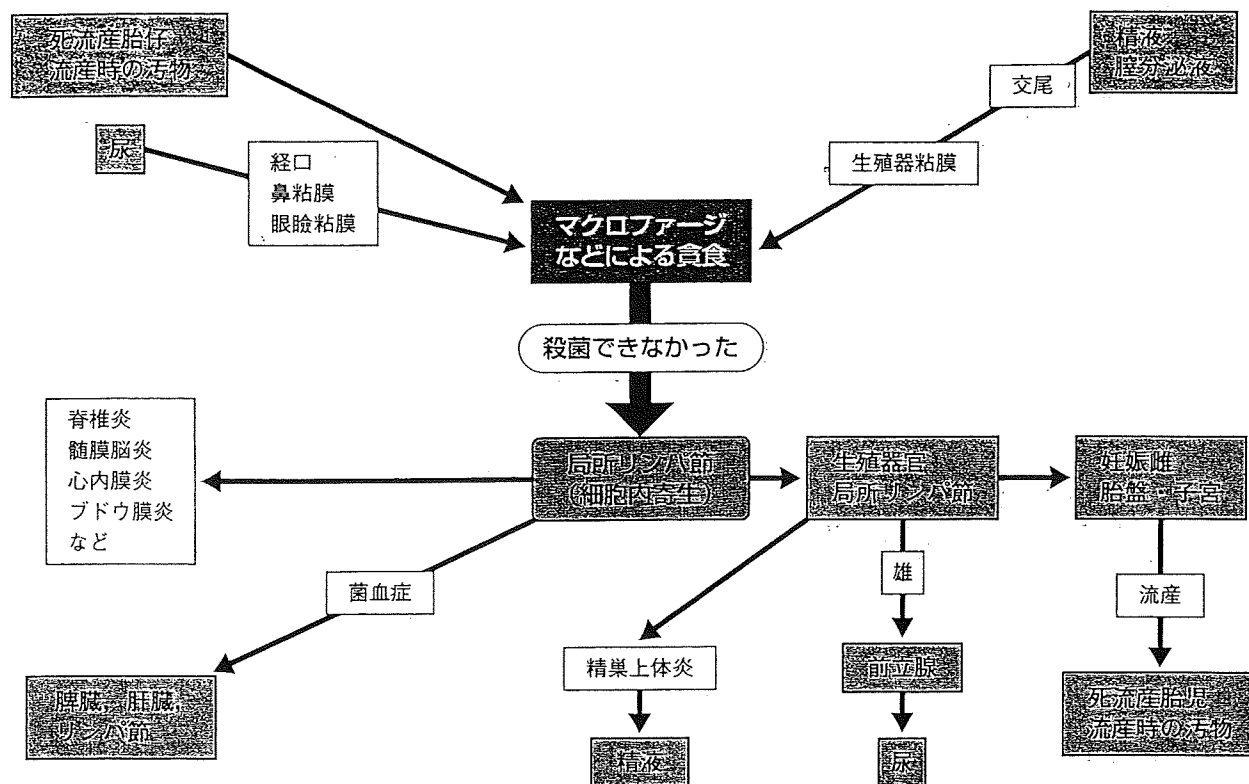 死流産胎仔
流産時の汚物
精液
腟分泌液
交尾
尿
経口
鼻粘膜
眼瞼粘膜
生殖器粘膜
マクロファージ
などによる貪食
殺菌できなかった
脊椎炎
髄膜脳炎
心内膜炎
ブドウ膜炎
など
局所リンパ節
(細胞内寄生)
生殖器官
局所リンパ節
妊娠雌
胎盤・子宮
菌血症
雄
流産
精巣上体炎
前立腺
脾臓,肝臓,
リンパ節
死流産胎児
流産時の汚物
精液
尿